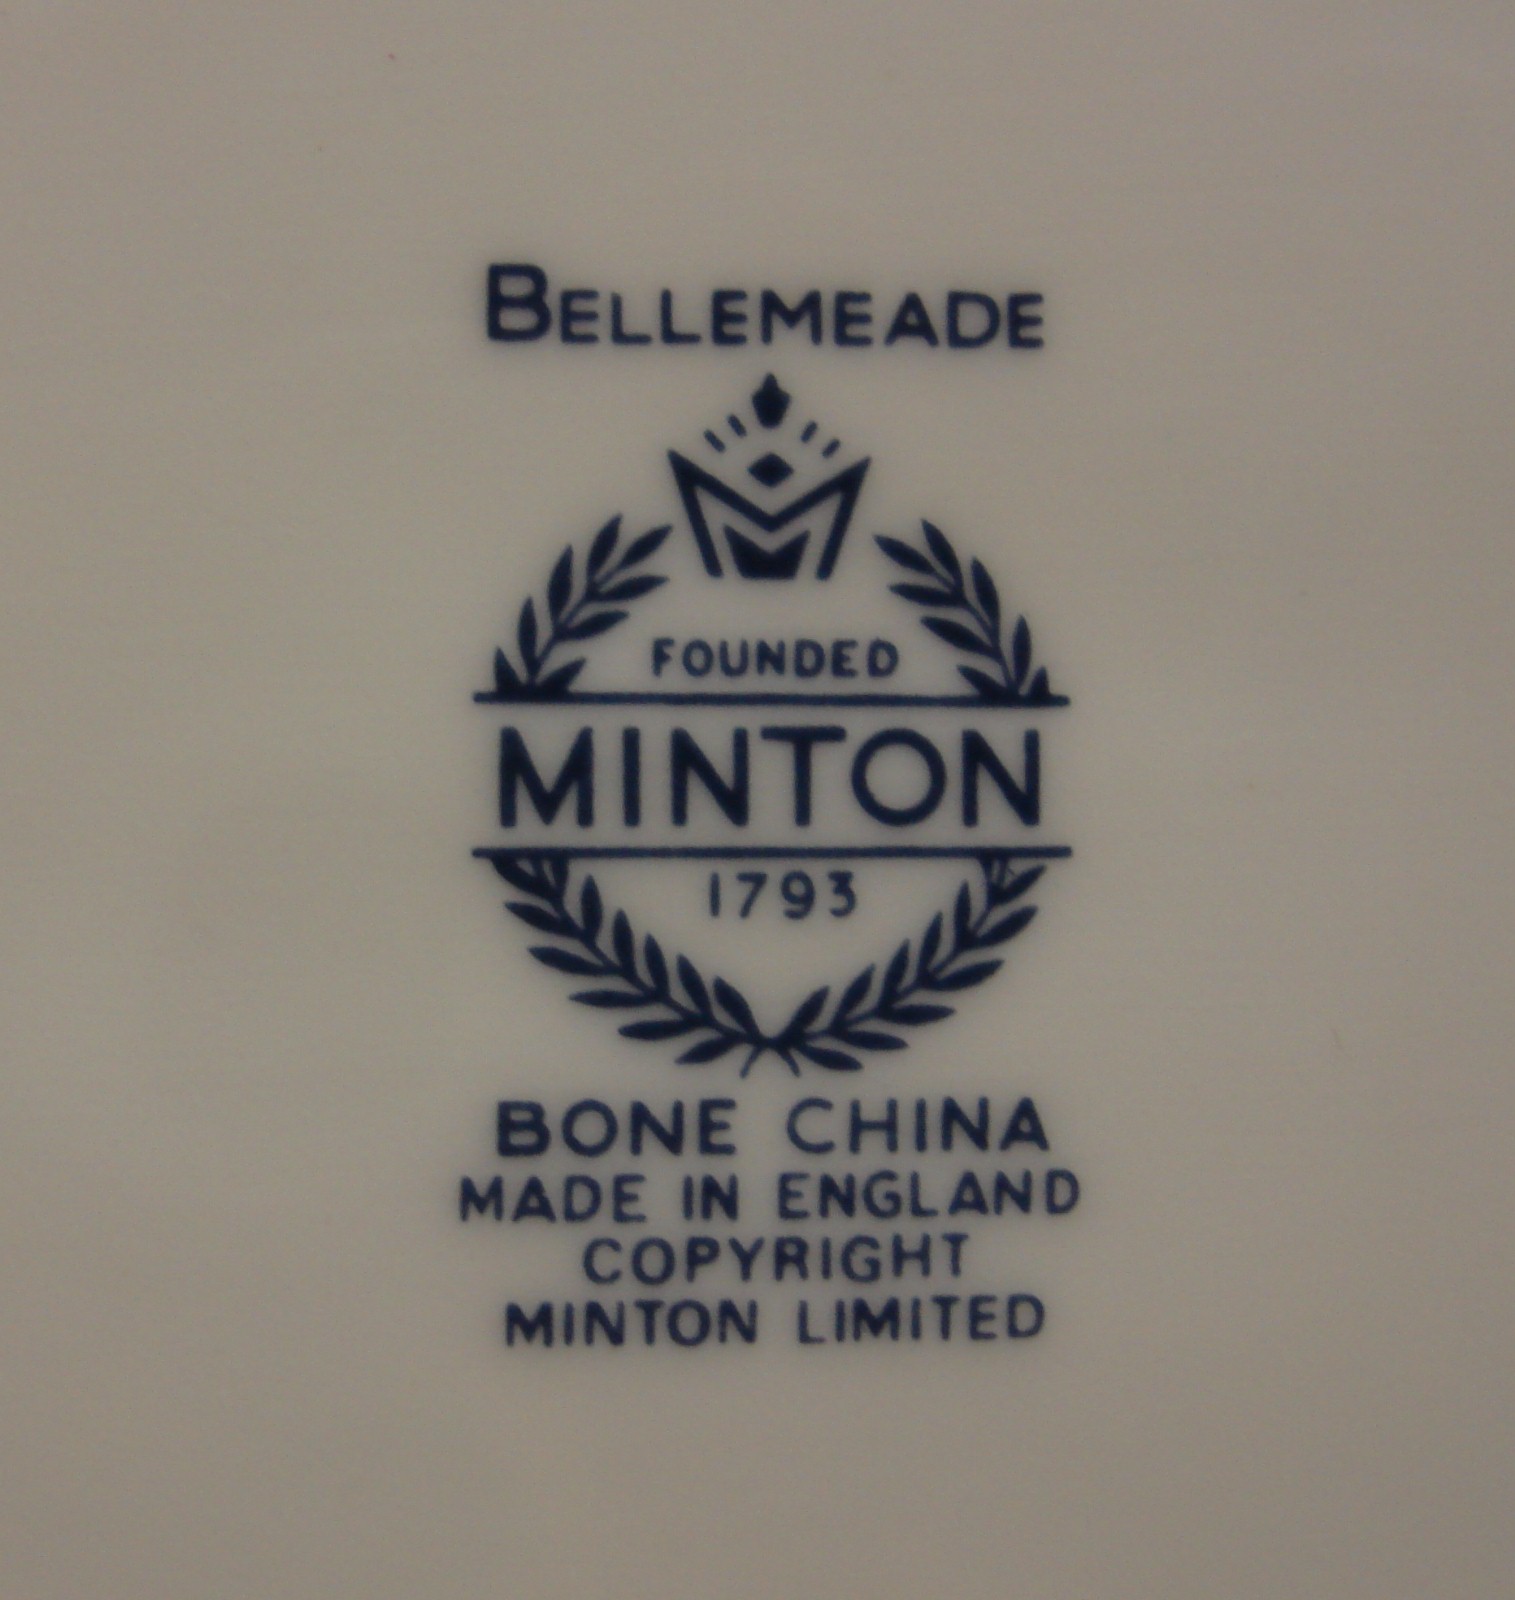 BELLEMEADE
FOUNDED
MINTON
1793
BONE CHINA
MADE IN ENGLAND
COPYRIGHT
MINTON LIMITED